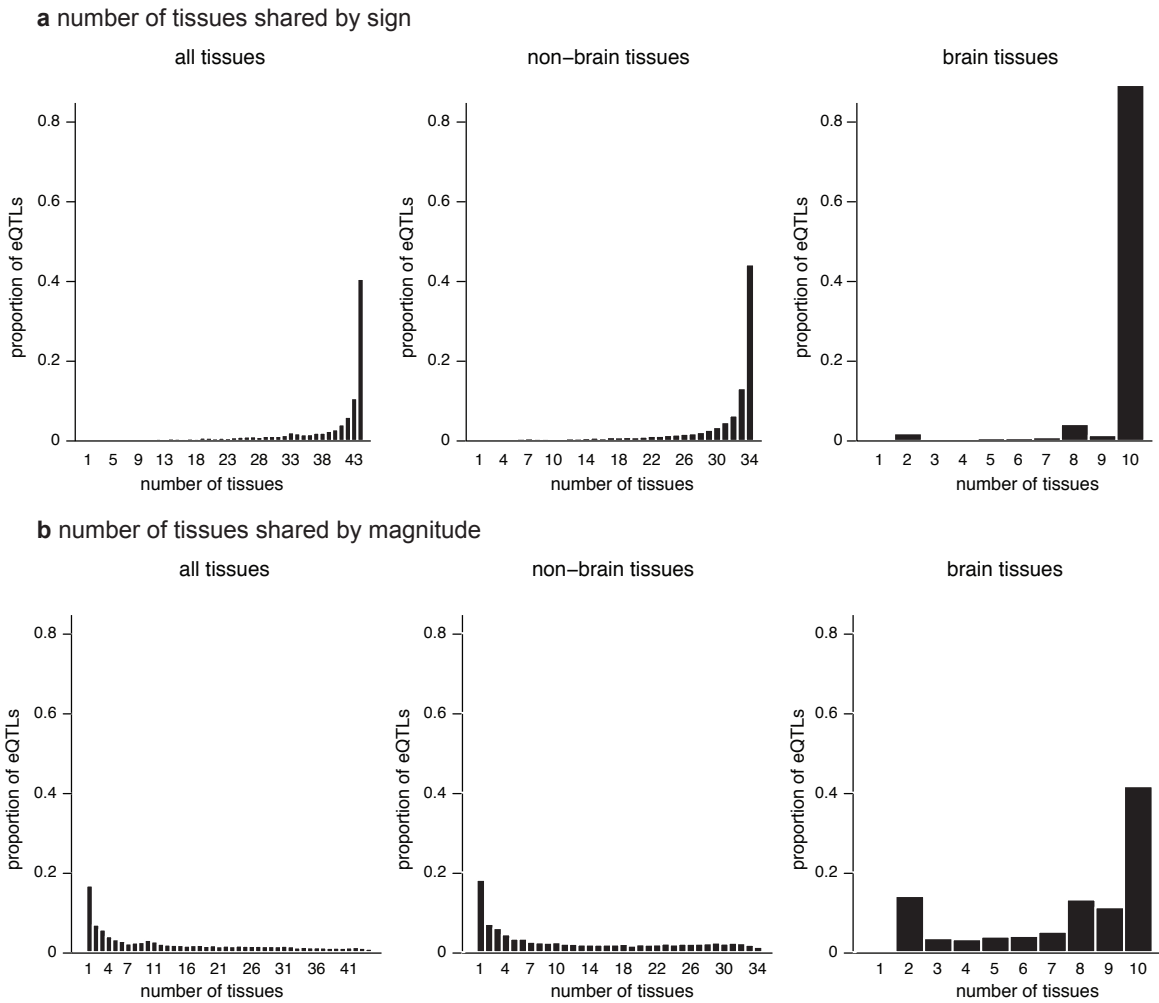 a number of tissues shared by sign
all tissues
non−brain tissues
brain tissues
proportion of eQTLs
0.8
0.6
0.4
0.2
0
1 5 9 13 18 23 28 33 38 43
number of tissues
proportion of eQTLs
0.8
0.6
0.4
0.2
0
1 4 7 10 14 18 22 26 30 34
number of tissues
proportion of eQTLs
0.8
0.6
0.4
0.2
0
1 2 3 4 5 6 7 8 9 10
number of tissues
b number of tissues shared by magnitude
all tissues
non−brain tissues
brain tissues
proportion of eQTLs
0.8
0.6
0.4
0.2
0
1 4 7 11 16 21 26 31 36 41
number of tissues
proportion of eQTLs
0.8
0.6
0.4
0.2
0
1 4 7 10 14 18 22 26 30 34
number of tissues
proportion of eQTLs
0.8
0.6
0.4
0.2
0
1 2 3 4 5 6 7 8 9 10
number of tissues